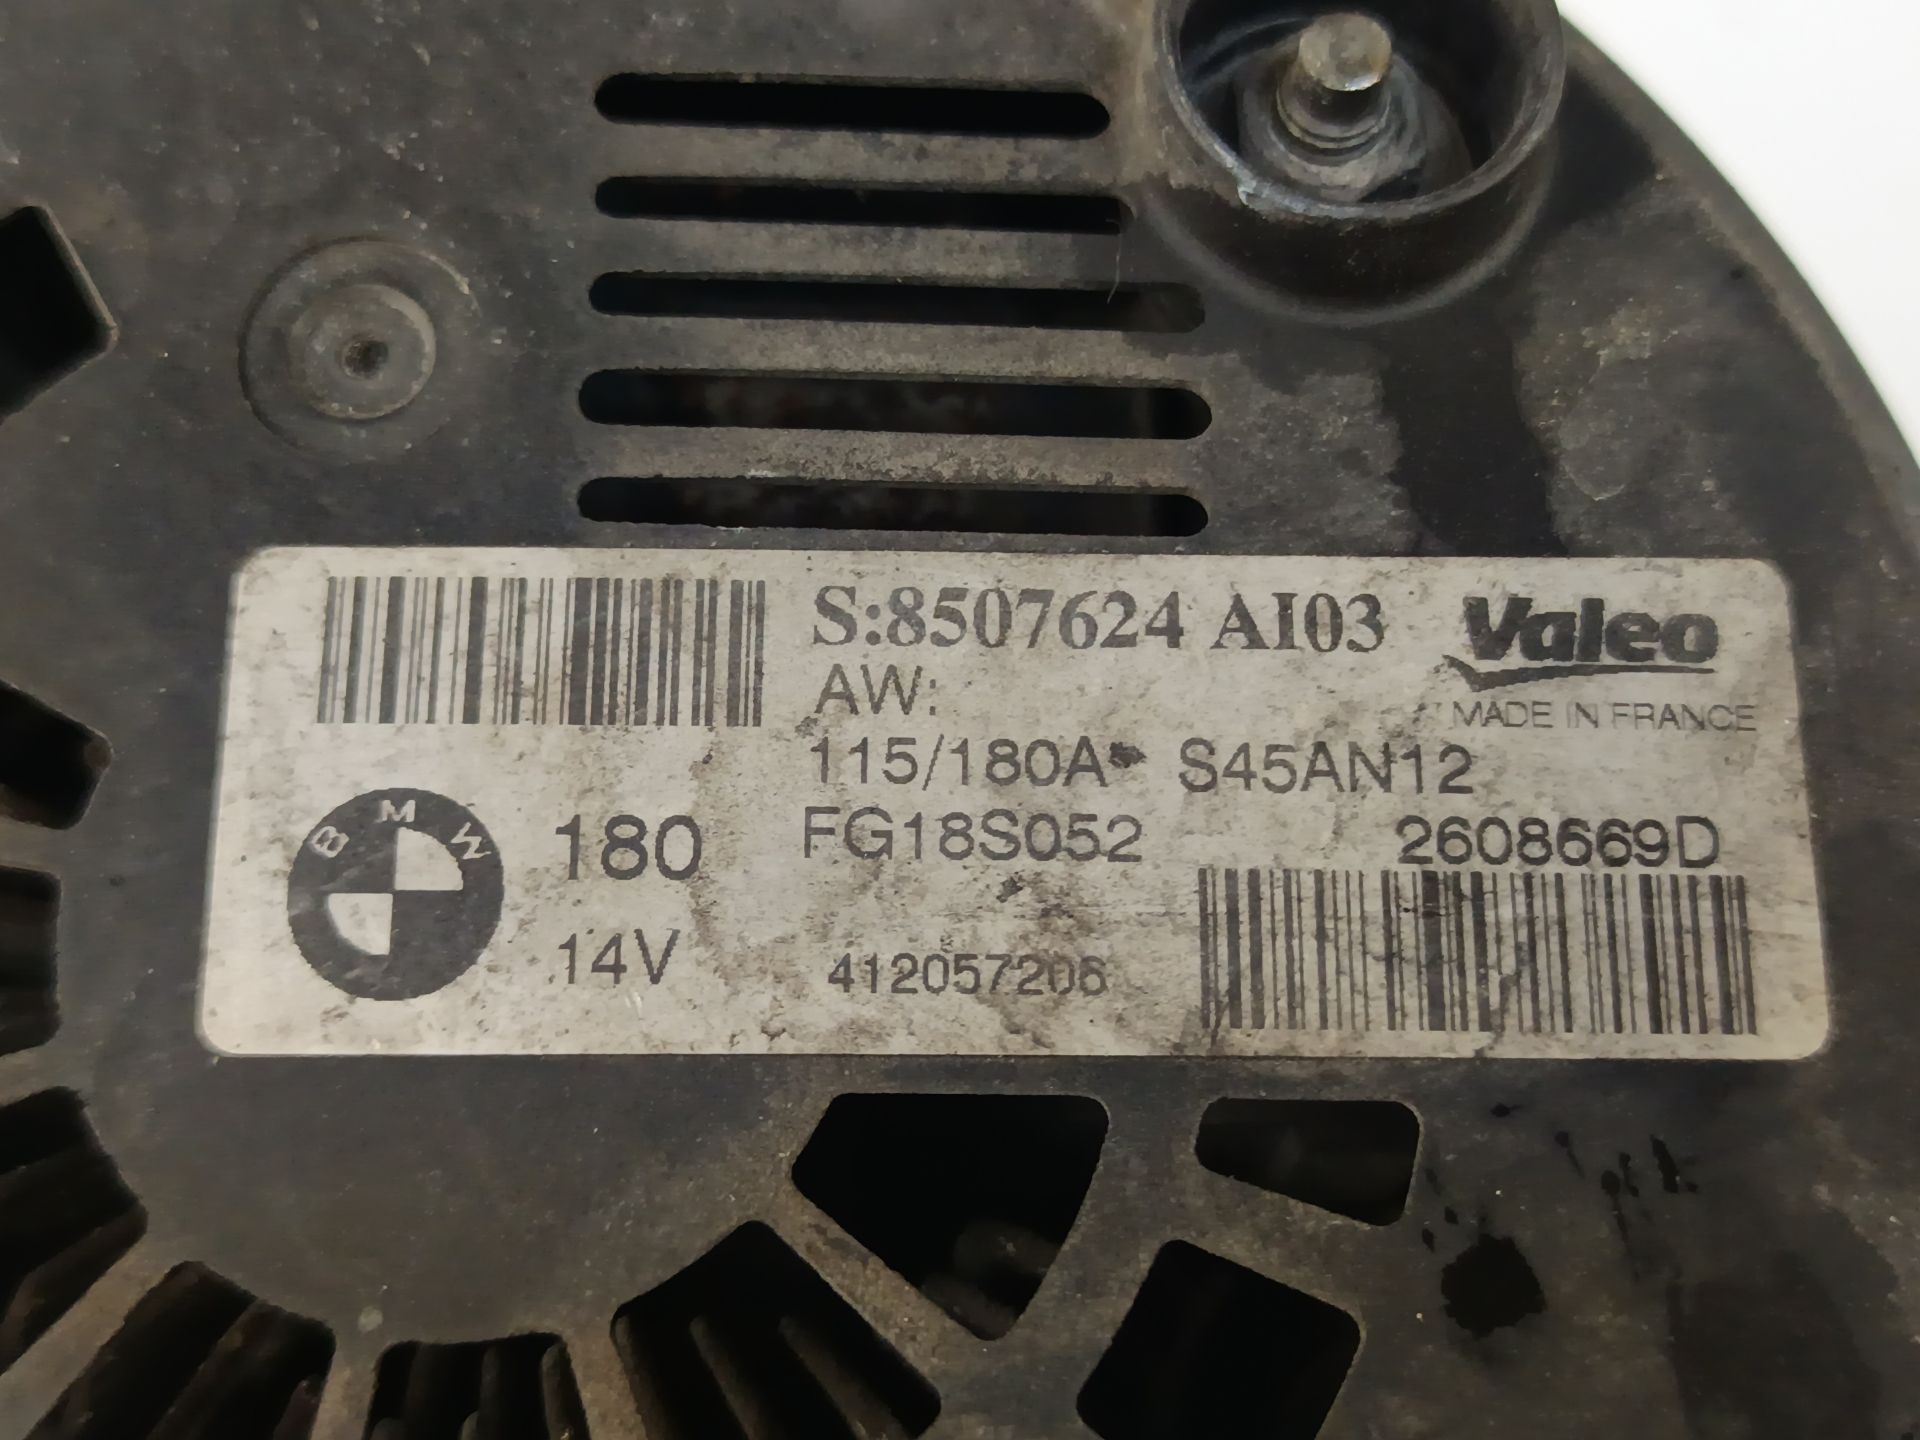 S:8507624 AI03
Valeo
AW:
MADE IN FRANCE
115/180A S45AN12
BMW
180
FG18S052
2608669D
14V
412057206